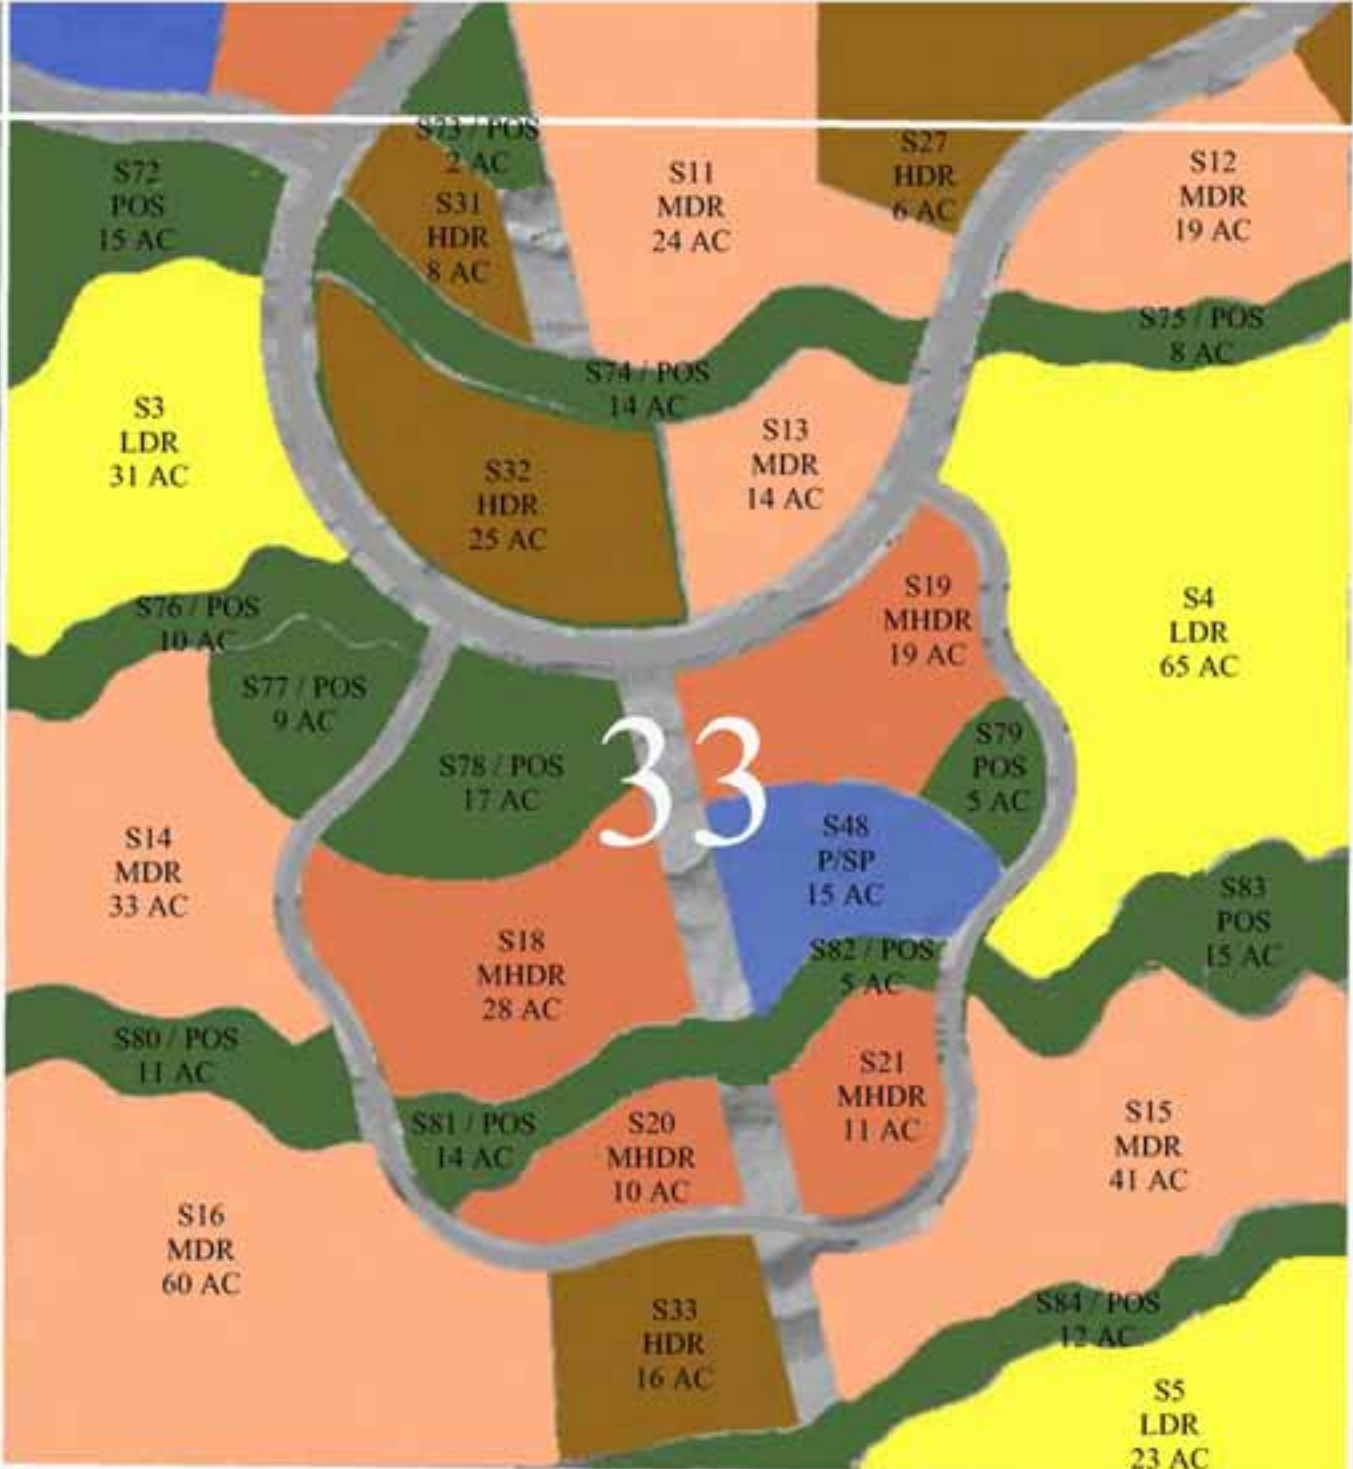 S73 / POS
2 AC
S72
POS
15 AC
S31
HDR
8 AC
S11
MDR
24 AC
S27
HDR
6 AC
S12
MDR
19 AC
S75 / POS
8 AC
S74 / POS
14 AC
S3
LDR
31 AC
S32
HDR
25 AC
S13
MDR
14 AC
S19
MHDR
19 AC
S4
LDR
65 AC
S76 / POS
10 AC
S77 / POS
9 AC
S78 / POS
17 AC
33
S79
POS
5 AC
S14
MDR
33 AC
S48
P/SP
15 AC
S83
POS
15 AC
S18
MHDR
28 AC
S82 / POS
5 AC
S80 / POS
11 AC
S81 / POS
14 AC
S20
MHDR
10 AC
S21
MHDR
11 AC
S15
MDR
41 AC
S16
MDR
60 AC
S33
HDR
16 AC
S84 / POS
12 AC
S5
LDR
23 AC